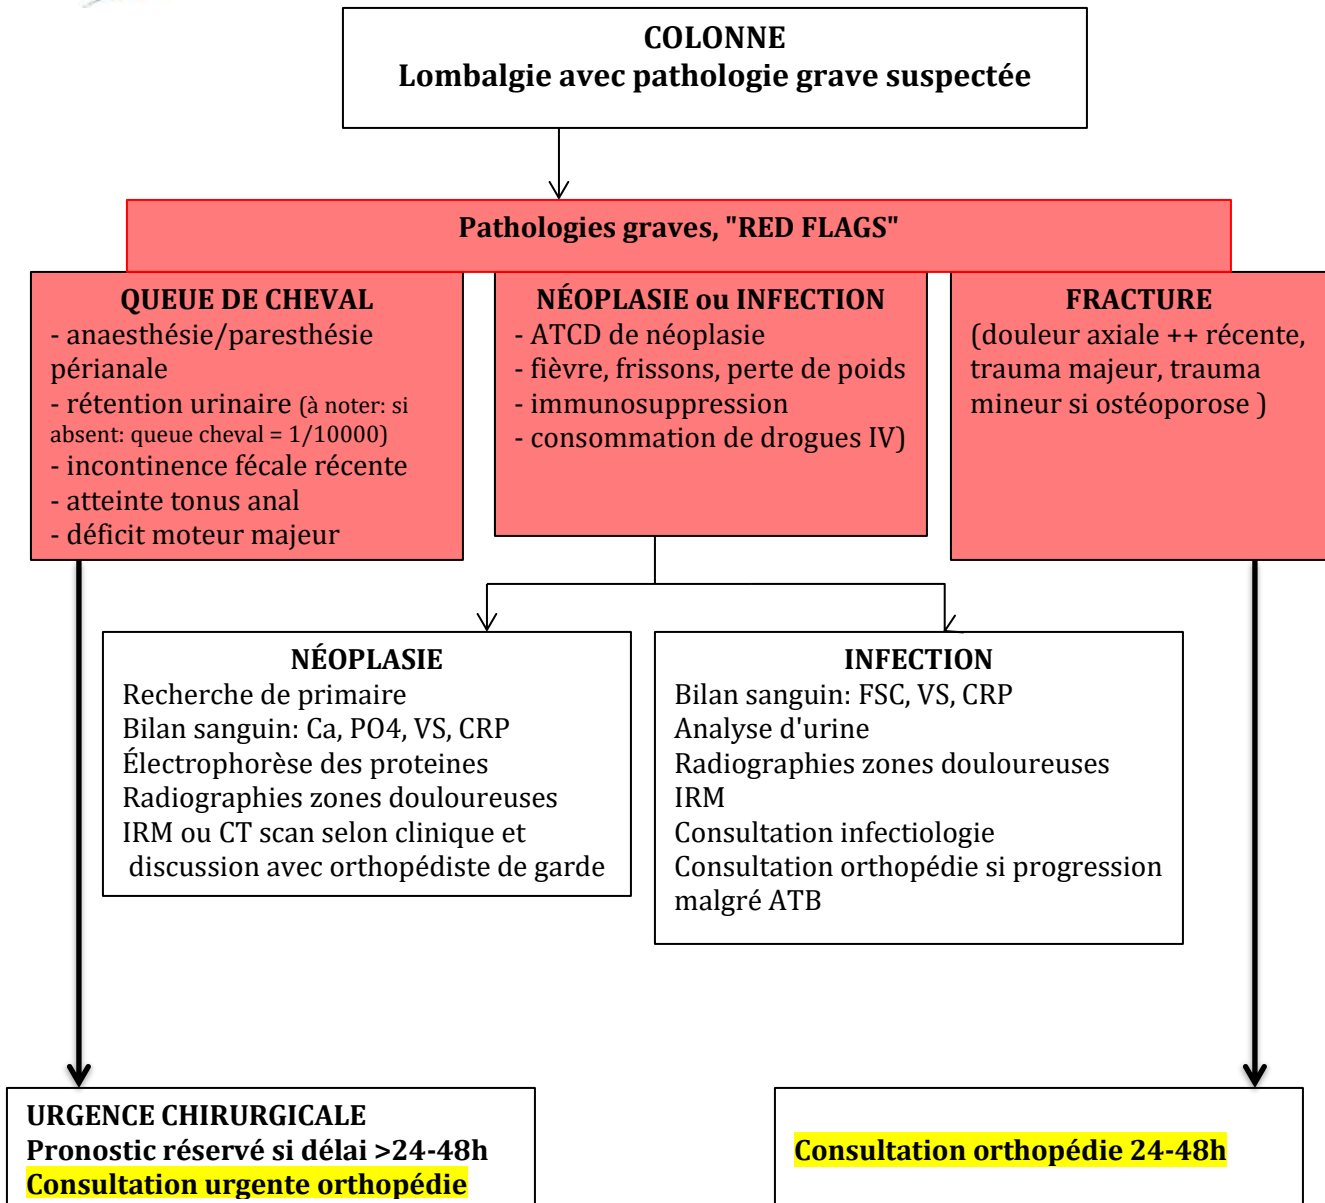 COLONNE
Lombalgie avec pathologie grave suspectée
Pathologies graves, "RED FLAGS"
QUEUE DE CHEVAL
- anaesthésie/paresthésie
périanale
- rétention urinaire (à noter: si
absent: queue cheval = 1/10000)
- incontinence fécale récente
- atteinte tonus anal
- déficit moteur majeur
NÉOPLASIE ou INFECTION
- ATCD de néoplasie
- fièvre, frissons, perte de poids
- immunosuppression
- consommation de drogues IV)
FRACTURE
(douleur axiale ++ récente,
trauma majeur, trauma
mineur si ostéoporose )
NÉOPLASIE
Recherche de primaire
Bilan sanguin: Ca, PO4, VS, CRP
Électrophorèse des proteines
Radiographies zones douloureuses
IRM ou CT scan selon clinique et
discussion avec orthopédiste de garde
INFECTION
Bilan sanguin: FSC, VS, CRP
Analyse d'urine
Radiographies zones douloureuses
IRM
Consultation infectiologie
Consultation orthopédie si progression
malgré ATB
URGENCE CHIRURGICALE
Pronostic réservé si délai >24-48h
Consultation urgente orthopédie
Consultation orthopédie 24-48h